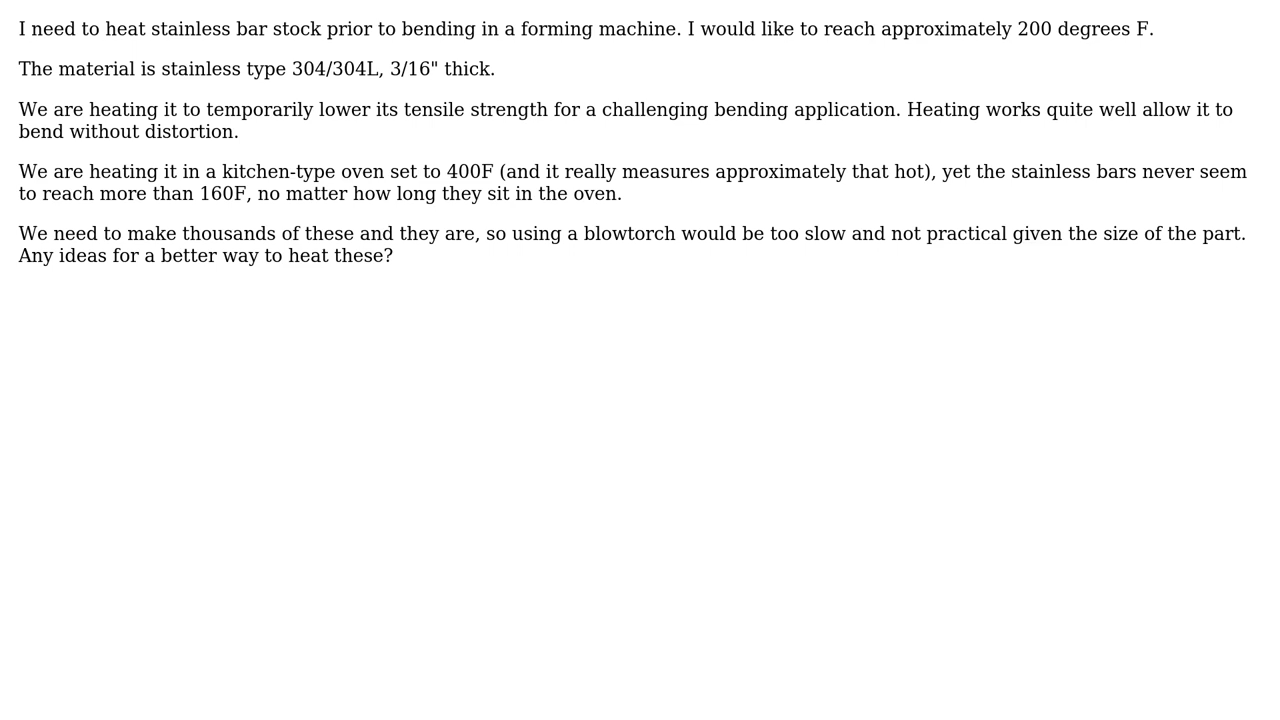 I need to heat stainless bar stock prior to bending in a forming machine. I would like to reach approximately 200 degrees F.
The material is stainless type 304/304L, 3/16" thick.
We are heating it to temporarily lower its tensile strength for a challenging bending application. Heating works quite well allow it to
bend without distortion.
We are heating it in a kitchen-type oven set to 400F (and it really measures approximately that hot), yet the stainless bars never seem
to reach more than 160F, no matter how long they sit in the oven.
We need to make thousands of these and they are, so using a blowtorch would be too slow and not practical given the size of the part.
Any ideas for a better way to heat these?